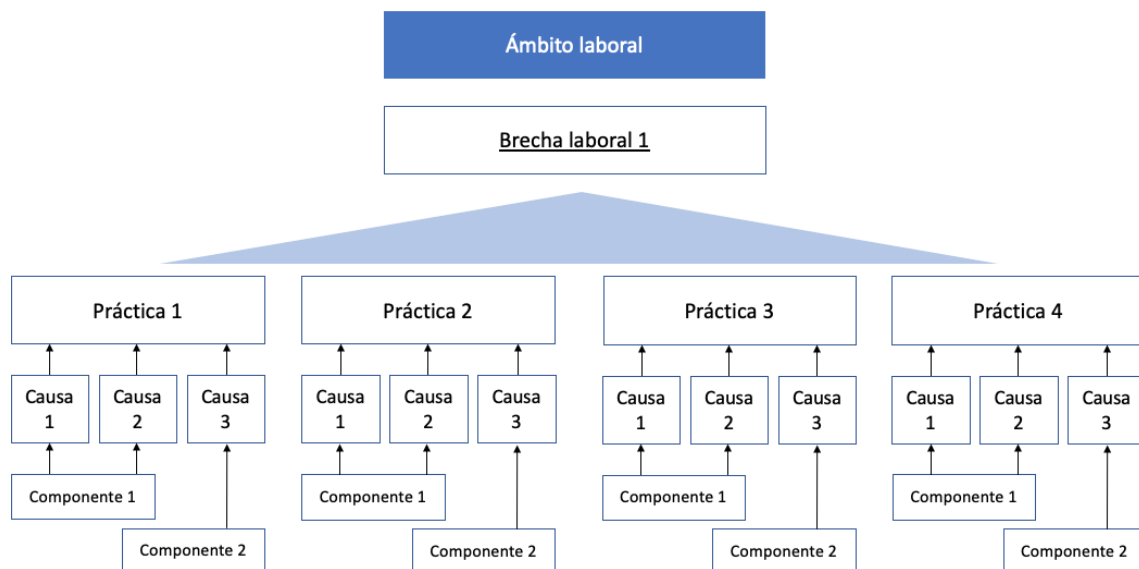 Ámbito laboral
Brecha laboral 1
Práctica 1
Práctica 2
Práctica 3
Práctica 4
Causa
1
Causa
2
Causa
3
Causa
1
Causa
2
Causa
3
Causa
1
Causa
2
Causa
3
Causa
1
Causa
2
Causa
3
Componente 1
Componente 1
Componente 1
Componente 1
Componente 2
Componente 2
Componente 2
Componente 2